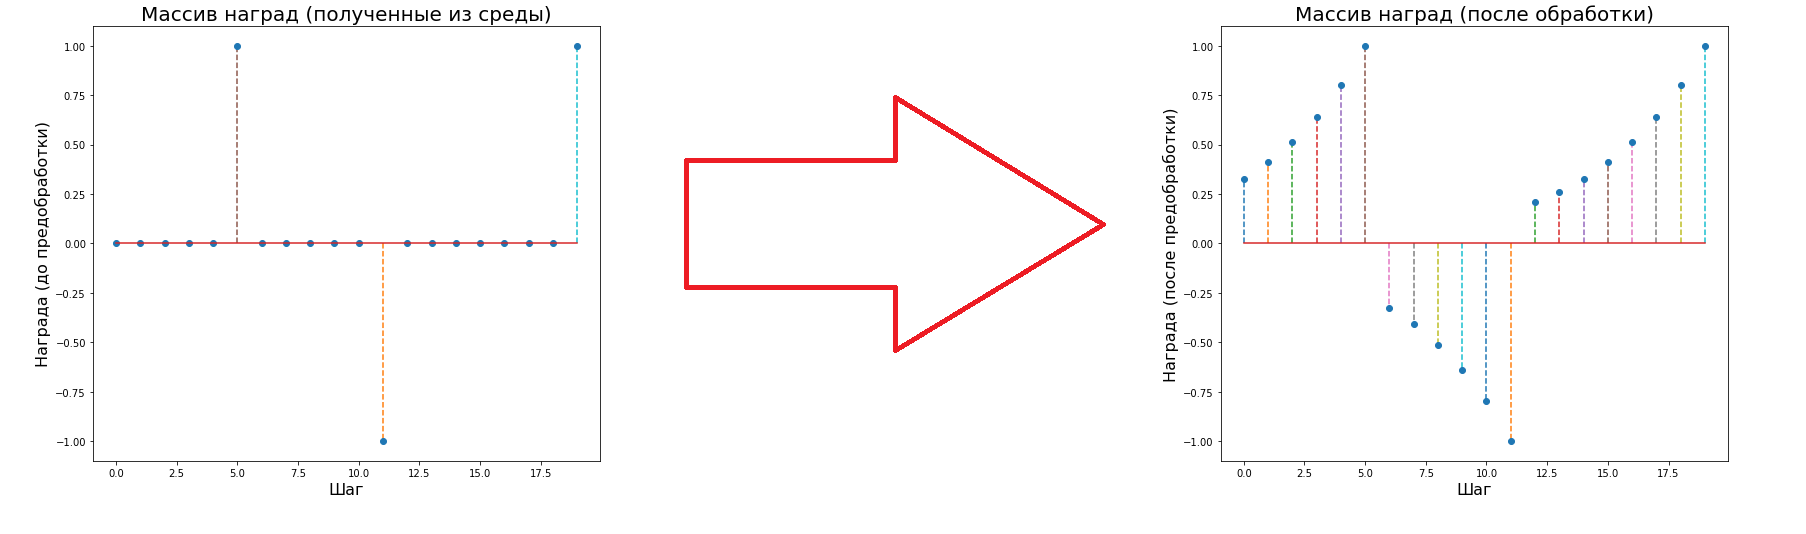 Массив наград (полученные из среды)
Награда (до предобработки)
1.00
0.75
0.50
0.25
0.00
−0.25
−0.50
−0.75
−1.00
0.0 2.5 5.0 7.5 10.0 12.5 15.0 17.5
Шаг
Массив наград (после обработки)
Награда (после предобработки)
1.00
0.75
0.50
0.25
0.00
−0.25
−0.50
−0.75
−1.00
0.0 2.5 5.0 7.5 10.0 12.5 15.0 17.5
Шаг